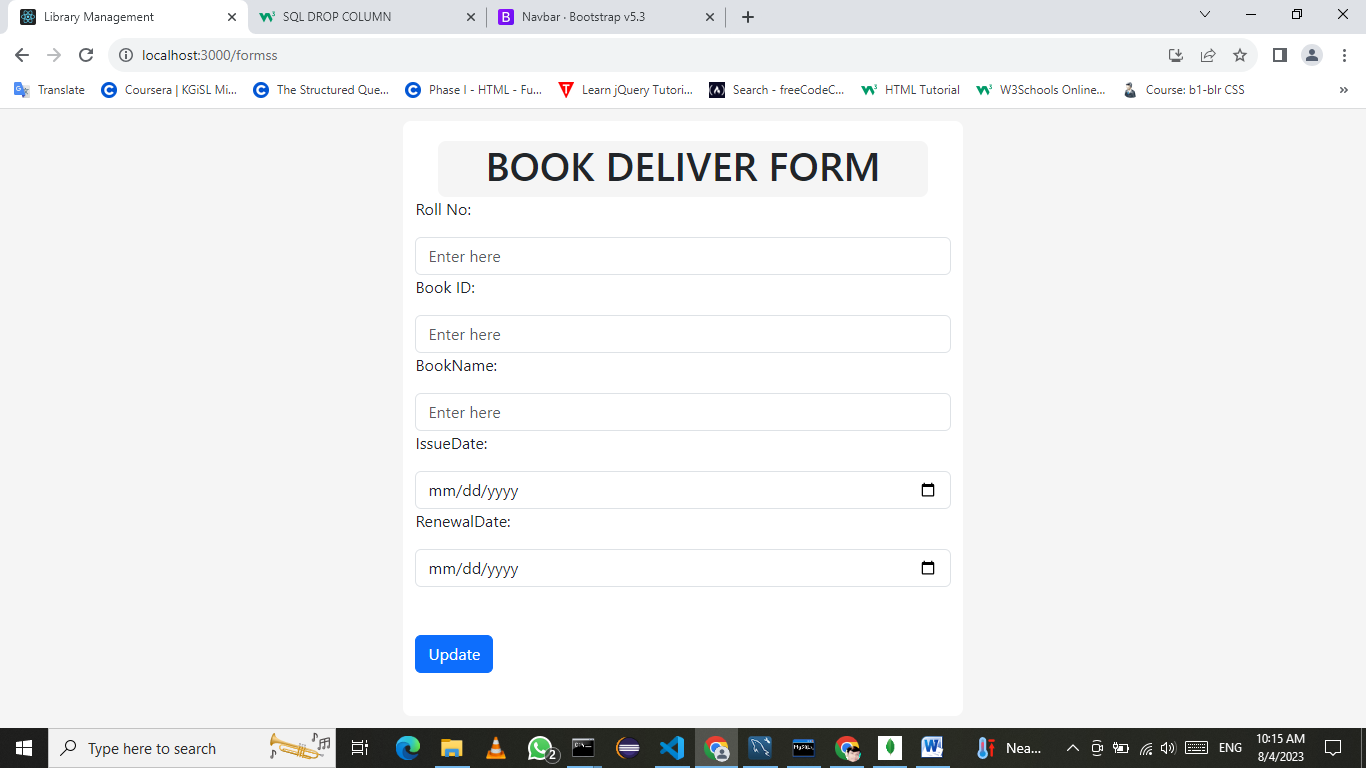 Library Management
SQL DROP COLUMN
Navbar · Bootstrap v5.3
localhost:3000/formss
Translate
Coursera | KGiSL Mi...
The Structured Que...
Phase I - HTML - Fu...
Learn jQuery Tutori...
Search - freeCodeC...
HTML Tutorial
W3Schools Online...
Course: b1-blr CSS
»
BOOK DELIVER FORM
Roll No:
Enter here
Book ID:
Enter here
BookName:
Enter here
IssueDate:
mm/dd/yyyy
RenewalDate:
mm/dd/yyyy
Update
Type here to search
2
Nea...
ENG
10:15 AM
8/4/2023